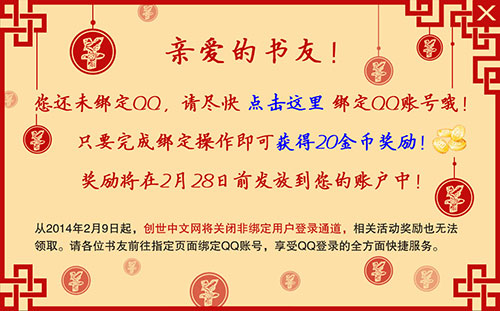 亲爱的书友！
您还未绑定QQ，请尽快 点击这里 绑定QQ账号哦！
只要完成绑定操作即可获得20金币奖励！
奖励将在2月28日前发放到您的账户中！
从2014年2月9日起，创世中文网将关闭非绑定用户登录通道，相关活动奖励也无法
领取。请各位书友前往指定页面绑定QQ账号，享受QQ登录的全方面快捷服务。